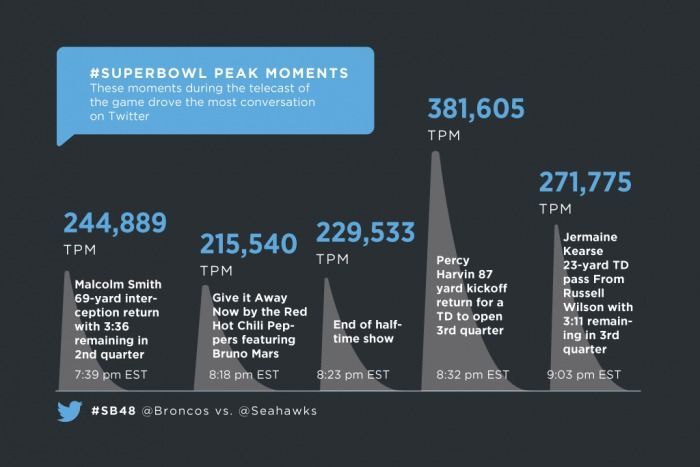 #SUPERBOWL PEAK MOMENTS
These moments during the telecast of
the game drove the most conversation
on Twitter
244,889
TPM
Malcolm Smith
69-yard inter-
ception return
with 3:36
remaining in
2nd quarter
7:39 pm EST
215,540
TPM
Give it Away
Now by the Red
Hot Chili Pep-
pers featuring
Bruno Mars
8:18 pm EST
229,533
TPM
End of half-
time show
8:23 pm EST
381,605
TPM
Percy
Harvin 87
yard kickoff
return for a
TD to open
3rd quarter
8:32 pm EST
271,775
TPM
Jermaine
Kearse
23-yard TD
pass From
Russell
Wilson with
3:11 remain-
ing in 3rd
quarter
9:03 pm EST
#SB48 @Broncos vs. @Seahawks